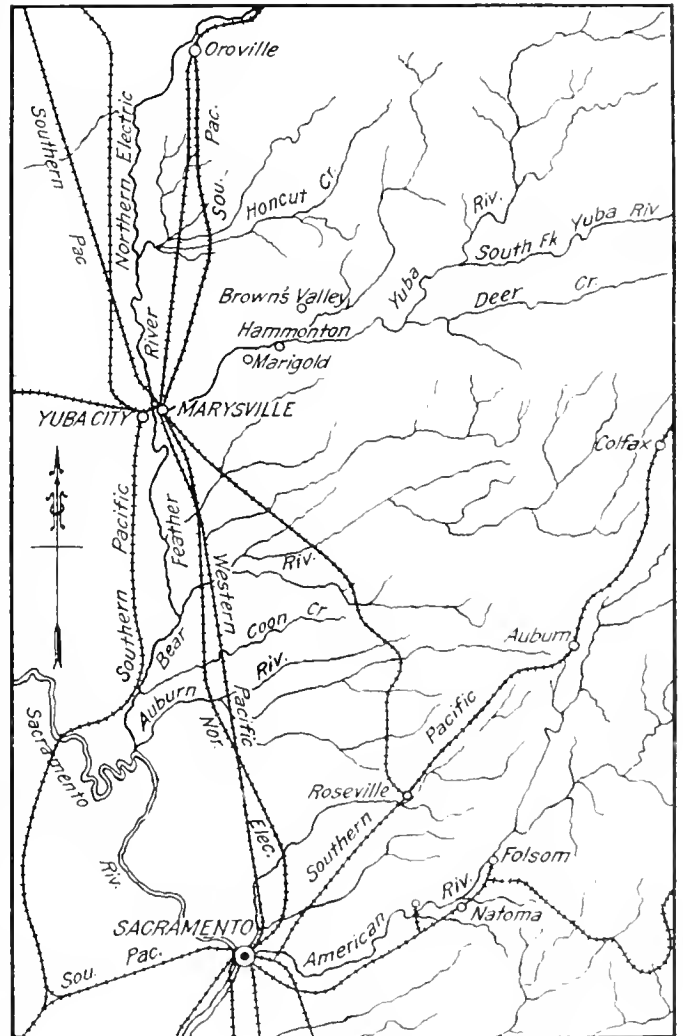 Oroville
Southern Pac
Northern Electric
Sou. Pac.
Honcut Cr.
Riv.
Yuba
South Fk Yuba Riv
Deer Cr.
Brown's Valley
Hammonton
Marigold
River
YUBA CITY
MARYSVILLE
Colfax
Southern Pacific
Feather
Western Pacific
Riv.
Bear
Coon Cr
Auburn
Auburn Riv.
Nor. Elec.
Sacramento Riv.
Southern Pacific
Roseville
Folsom
American Riv.
Natoma
SACRAMENTO
Sou. Pac.